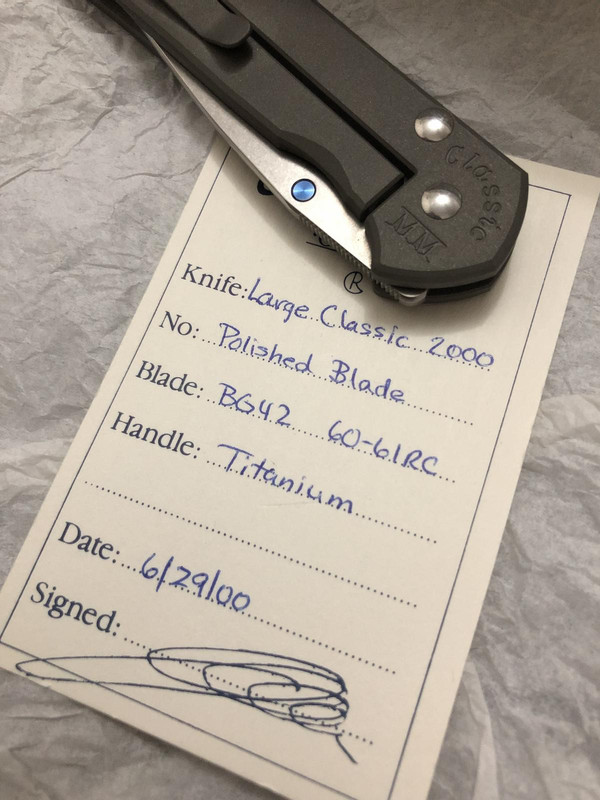 Classic
MM
R
Knife: Large Classic 2000
No: Polished Blade
Blade: BG42 60-61RC
Handle: Titanium
Date: 6/29/00
Signed: